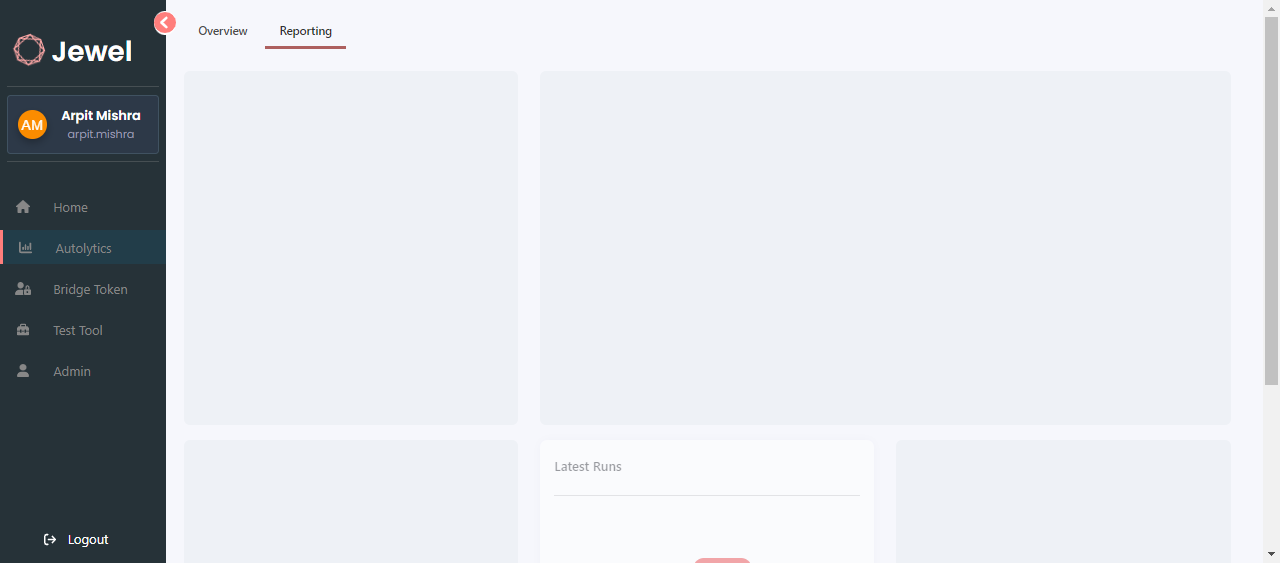 Jewel
AM
Arpit Mishra
arpit.mishra
Home
Autolytics
Bridge Token
Test Tool
Admin
Logout
Overview
Reporting
Latest Runs